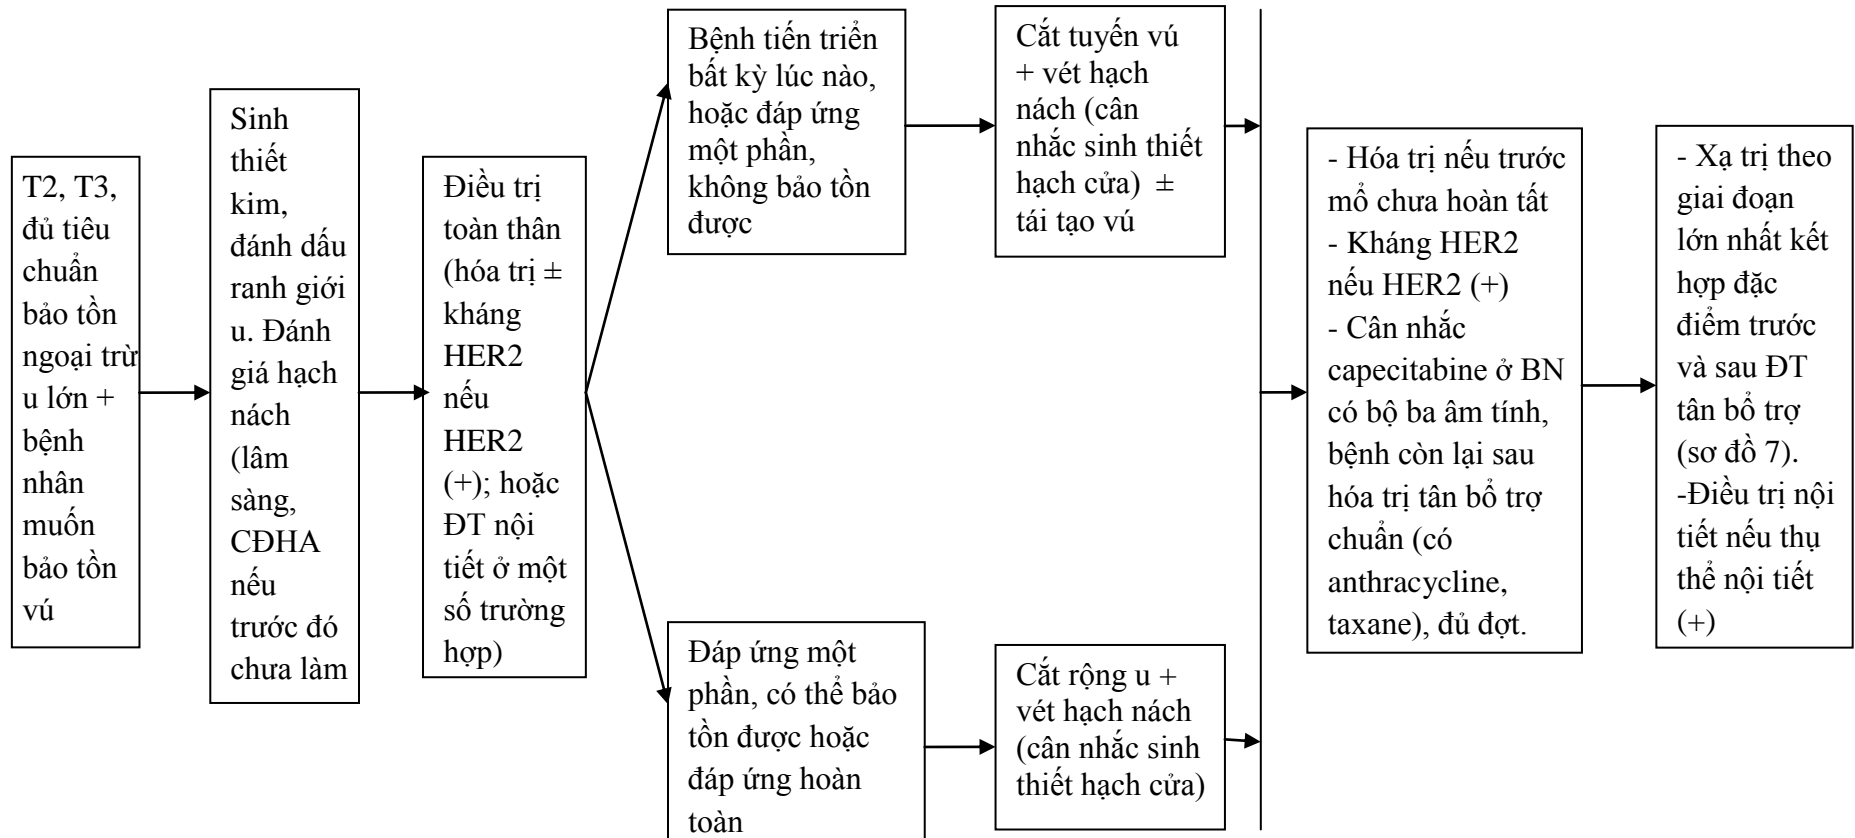 T2, T3,
đủ tiêu
chuẩn
bảo tồn
ngoại trừ
u lớn +
bệnh
nhân
muốn
bảo tồn
vú
Sinh
thiết
kim,
đánh dấu
ranh giới
u. Đánh
giá hạch
nách
(lâm
sàng,
CĐHA
nếu
trước đó
chưa làm
Điều trị
toàn thân
(hóa trị ±
kháng
HER2
nếu
HER2
(+); hoặc
ĐT nội
tiết ở một
số trường
hợp)
Bệnh tiến triển
bất kỳ lúc nào,
hoặc đáp ứng
một phần,
không bảo tồn
được
Cắt tuyến vú
+ vét hạch
nách (cân
nhắc sinh thiết
hạch cửa) ±
tái tạo vú
Đáp ứng một
phần, có thể bảo
tồn được hoặc
đáp ứng hoàn
toàn
Cắt rộng u +
vét hạch nách
(cân nhắc sinh
thiết hạch cửa)
- Hóa trị nếu trước
mổ chưa hoàn tất
- Kháng HER2
nếu HER2 (+)
- Cân nhắc
capecitabine ở BN
có bộ ba âm tính,
bệnh còn lại sau
hóa trị tân bổ trợ
chuẩn (có
anthracycline,
taxane), đủ đợt.
- Xạ trị theo
giai đoạn
lớn nhất kết
hợp đặc
điểm trước
và sau ĐT
tân bổ trợ
(sơ đồ 7).
-Điều trị nội
tiết nếu thụ
thể nội tiết
(+)